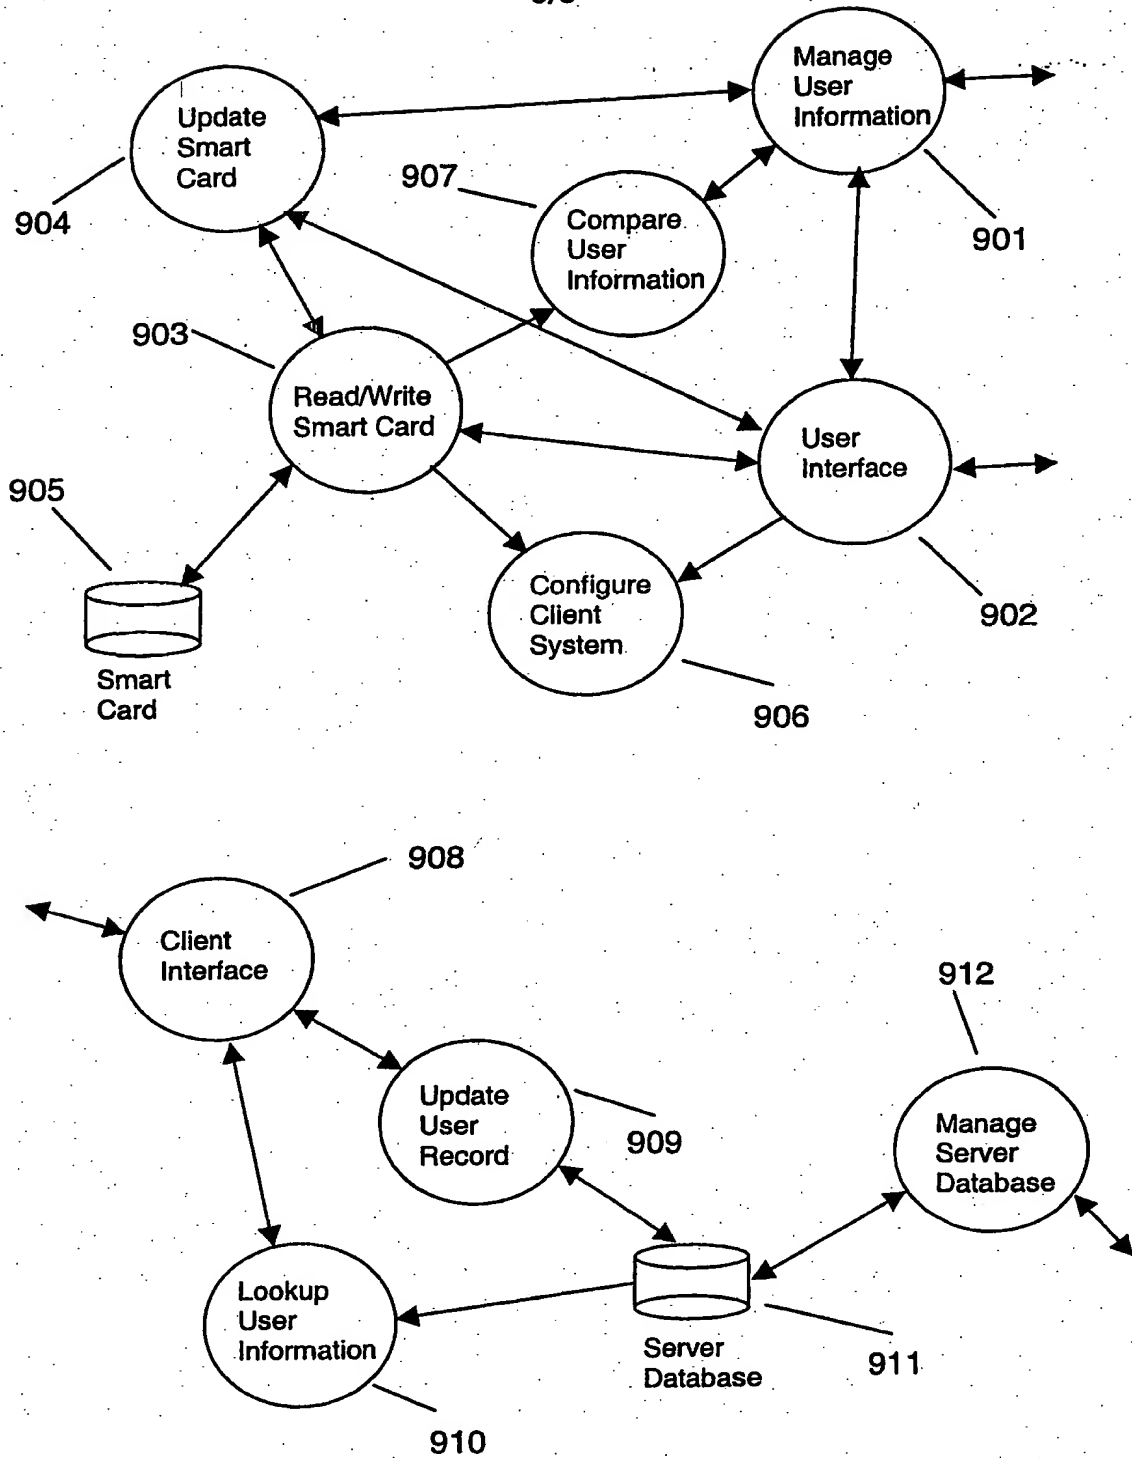 Manage
User
Information
901
Update
Smart
Card
904
907
Compare
User
Information
903
Read/Write
Smart Card
User
Interface
902
905
Smart
Card
Configure
Client
System
906
908
Client
Interface
912
Update
User
Record
909
Manage
Server
Database
Lookup
User
Information
910
Server
Database
911